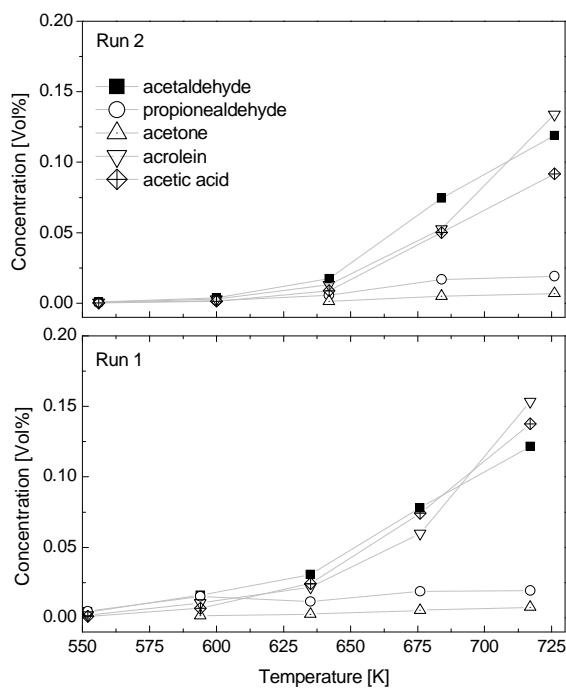 Run 2
acetaldehyde
propionealdehyde
acetone
acrolein
acetic acid
0.20
0.15
0.10
0.05
0.00
Concentration [Vol%]
Run 1
0.20
0.15
0.10
0.05
0.00
Concentration [Vol%]
550 575 600 625 650 675 700 725
Temperature [K]